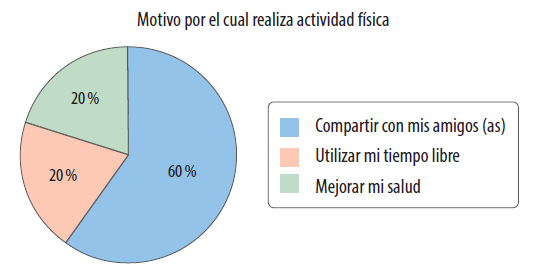 Motivo por el cual realiza actividad física
20 %
20 %
60 %
Compartir con mis amigos (as)
Utilizar mi tiempo libre
Mejorar mi salud